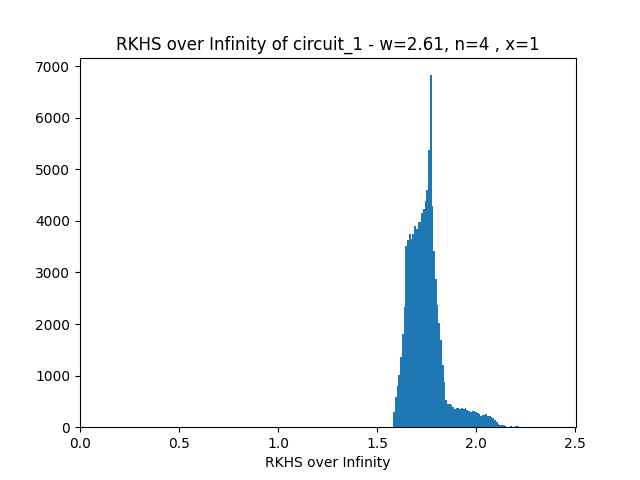 RKHS over Infinity of circuit_1 - w=2.61, n=4 , x=1
7000
6000
5000
4000
3000
2000
1000
0
0.0 0.5 1.0 1.5 2.0 2.5
RKHS over Infinity